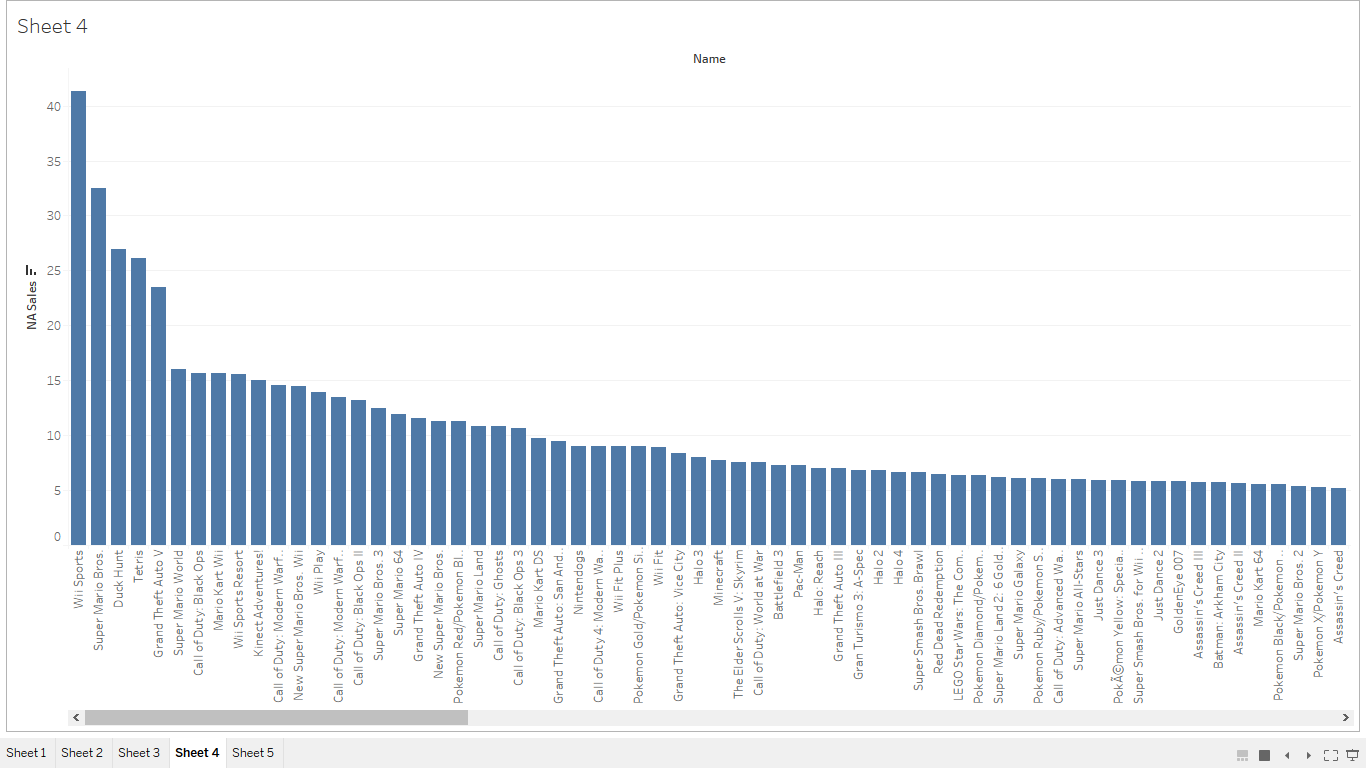 Sheet 4
Name
NA Sales
40
35
30
25
20
15
10
5
0
Wii Sports
Super Mario Bros.
Duck Hunt
Tetris
Grand Theft Auto V
Super Mario World
Call of Duty: Black Ops
Mario Kart Wii
Wii Sports Resort
Kinect Adventures!
Call of Duty: Modern Warf..
New Super Mario Bros. Wii
Wii Play
Call of Duty: Modern Warf..
Call of Duty: Black Ops II
Super Mario Bros. 3
Super Mario 64
Grand Theft Auto IV
New Super Mario Bros.
Pokemon Red/Pokemon Bl..
Super Mario Land
Call of Duty: Ghosts
Call of Duty: Black Ops 3
Mario Kart DS
Grand Theft Auto: San And..
Nintendogs
Call of Duty 4: Modern Wa..
Wii Fit Plus
Pokemon Gold/Pokemon Si..
Wii Fit
Grand Theft Auto: Vice City
Halo 3
Minecraft
The Elder Scrolls V: Skyrim
Call of Duty: World at War
Battlefield 3
Pac-Man
Halo: Reach
Grand Theft Auto III
Gran Turismo 3: A-Spec
Halo 2
Halo 4
Super Smash Bros. Brawl
Red Dead Redemption
LEGO Star Wars: The Com..
Pokemon Diamond/Pokem..
Super Mario Land 2: 6 Gold..
Super Mario Galaxy
Pokemon Ruby/Pokemon S..
Call of Duty: Advanced Wa..
Super Mario All-Stars
Just Dance 3
PokÃ©mon Yellow: Specia..
Super Smash Bros. for Wii ..
Just Dance 2
GoldenEye 007
Assassin's Creed III
Batman: Arkham City
Assassin's Creed II
Mario Kart 64
Pokemon Black/Pokemon ..
Super Mario Bros. 2
Pokemon X/Pokemon Y
Assassin's Creed
Sheet 1
Sheet 2
Sheet 3
Sheet 4
Sheet 5